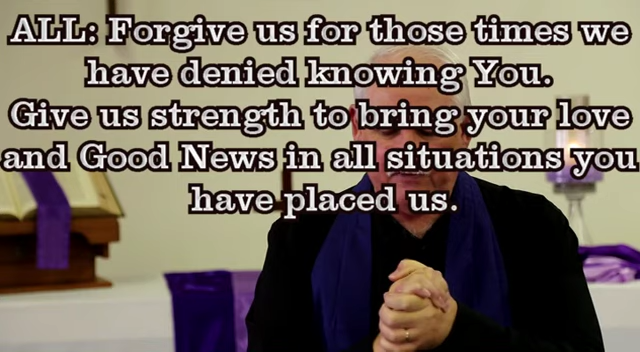 ALL: Forgive us for those times we
have denied knowing You.
Give us strength to bring your love
and Good News in all situations you
have placed us.